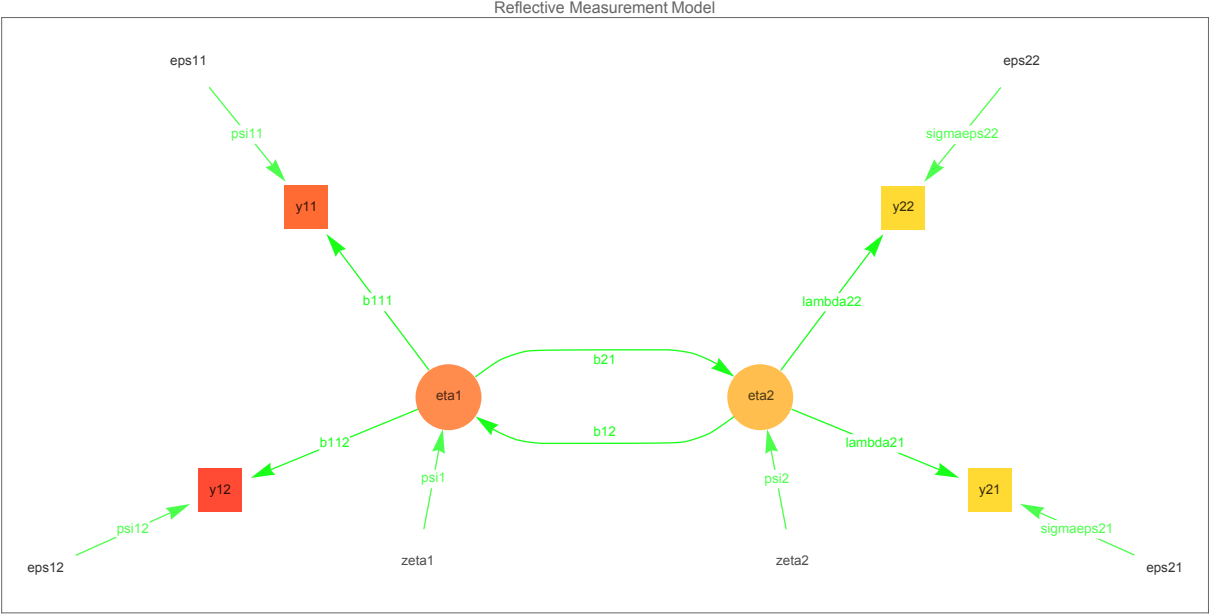 Reflective Measurement Model
eps11
eps22
psi11
sigmaeps22
y11
y22
b111
lambda22
b21
eta1
eta2
b12
b112
lambda21
psi1
psi2
y12
y21
psi12
sigmaeps21
zeta1
zeta2
eps12
eps21